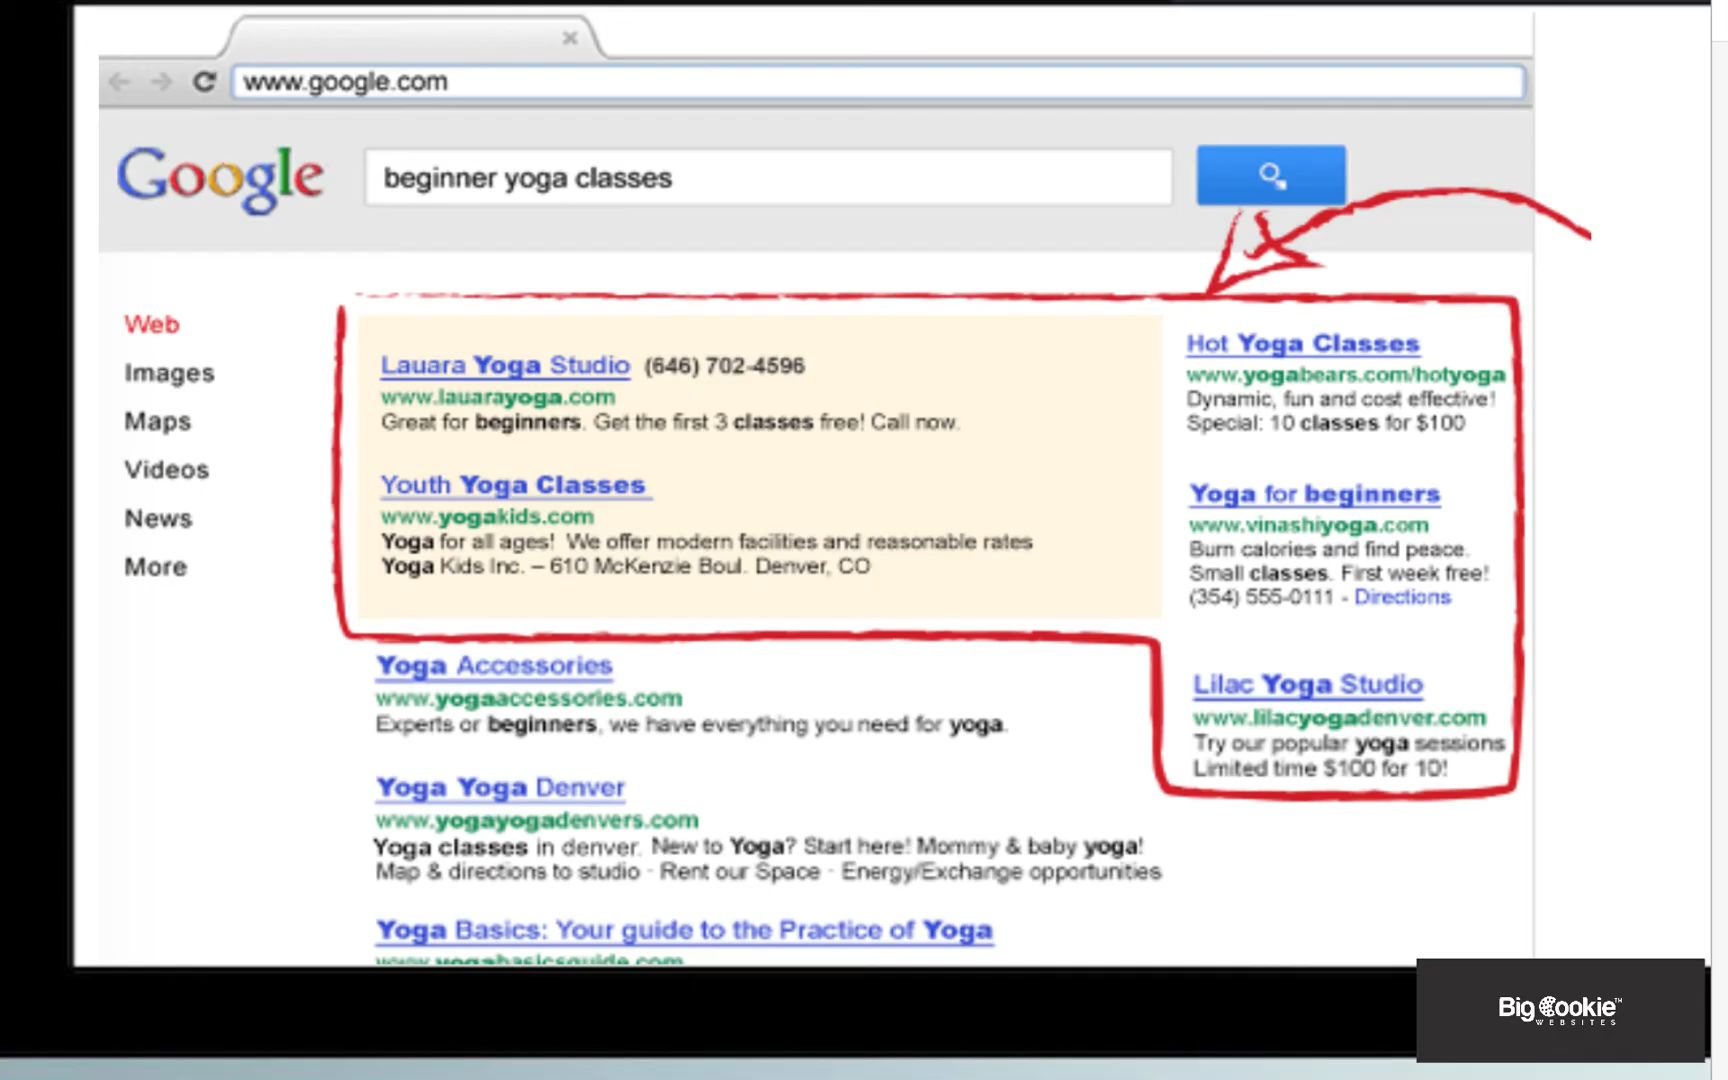 www.google.com
Google
beginner yoga classes
Web
Images
Maps
Videos
News
More
Lauara Yoga Studio (646) 702-4596
www.lauarayoga.com
Great for beginners. Get the first 3 classes free! Call now.
Youth Yoga Classes
www.yogakids.com
Yoga for all ages! We offer modern facilities and reasonable rates
Yoga Kids Inc. – 610 McKenzie Boul. Denver, CO
Yoga Accessories
www.yogaaccessories.com
Experts or beginners, we have everything you need for yoga.
Yoga Yoga Denver
www.yogayogadenvers.com
Yoga classes in denver. New to Yoga? Start here! Mommy & baby yoga!
Map & directions to studio - Rent our Space - Energy/Exchange opportunities
Yoga Basics: Your guide to the Practice of Yoga
www.yogabasicsguide.com
Hot Yoga Classes
www.yogabears.com/hotyoga
Dynamic, fun and cost effective!
Special: 10 classes for $100
Yoga for beginners
www.vinashiyoga.com
Burn calories and find peace.
Small classes. First week free!
(354) 555-0111 - Directions
Lilac Yoga Studio
www.lilacyogadenver.com
Try our popular yoga sessions
Limited time $100 for 10!
Big Cookie™
WEBSITES